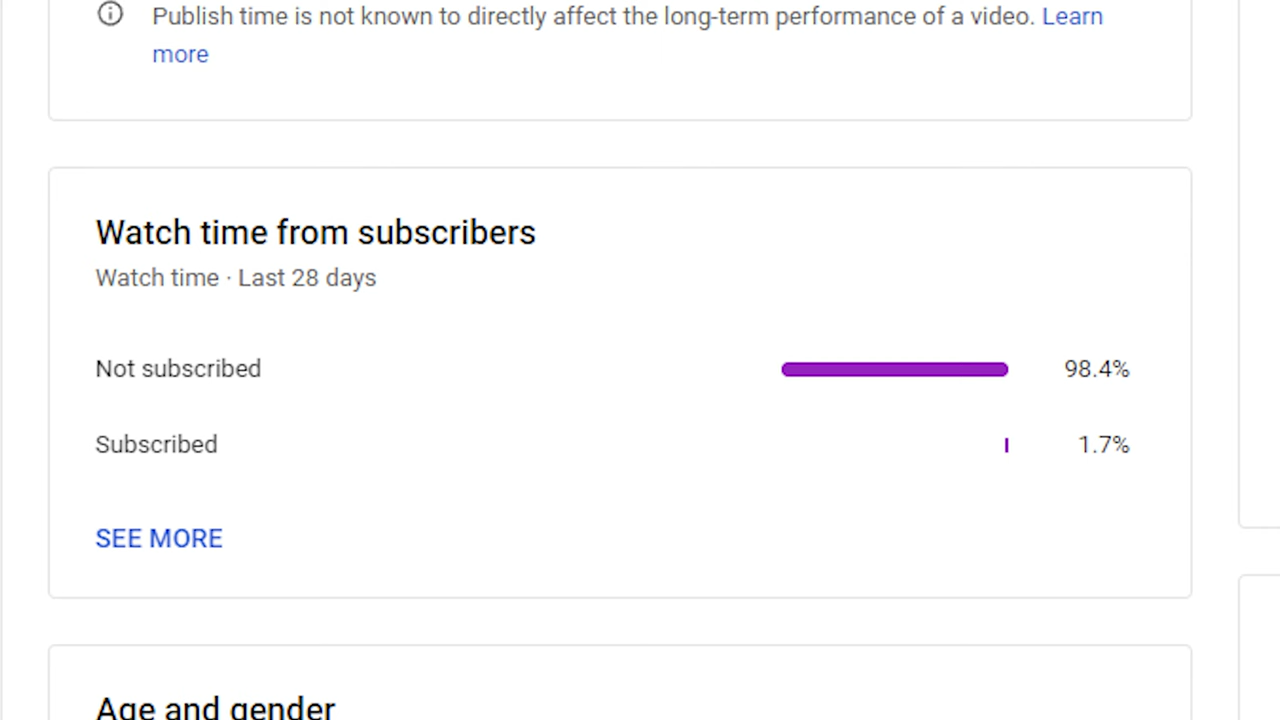 Publish time is not known to directly affect the long-term performance of a video. Learn
more
Watch time from subscribers
Watch time · Last 28 days
Not subscribed 98.4%
Subscribed 1.7%
SEE MORE
Age and gender